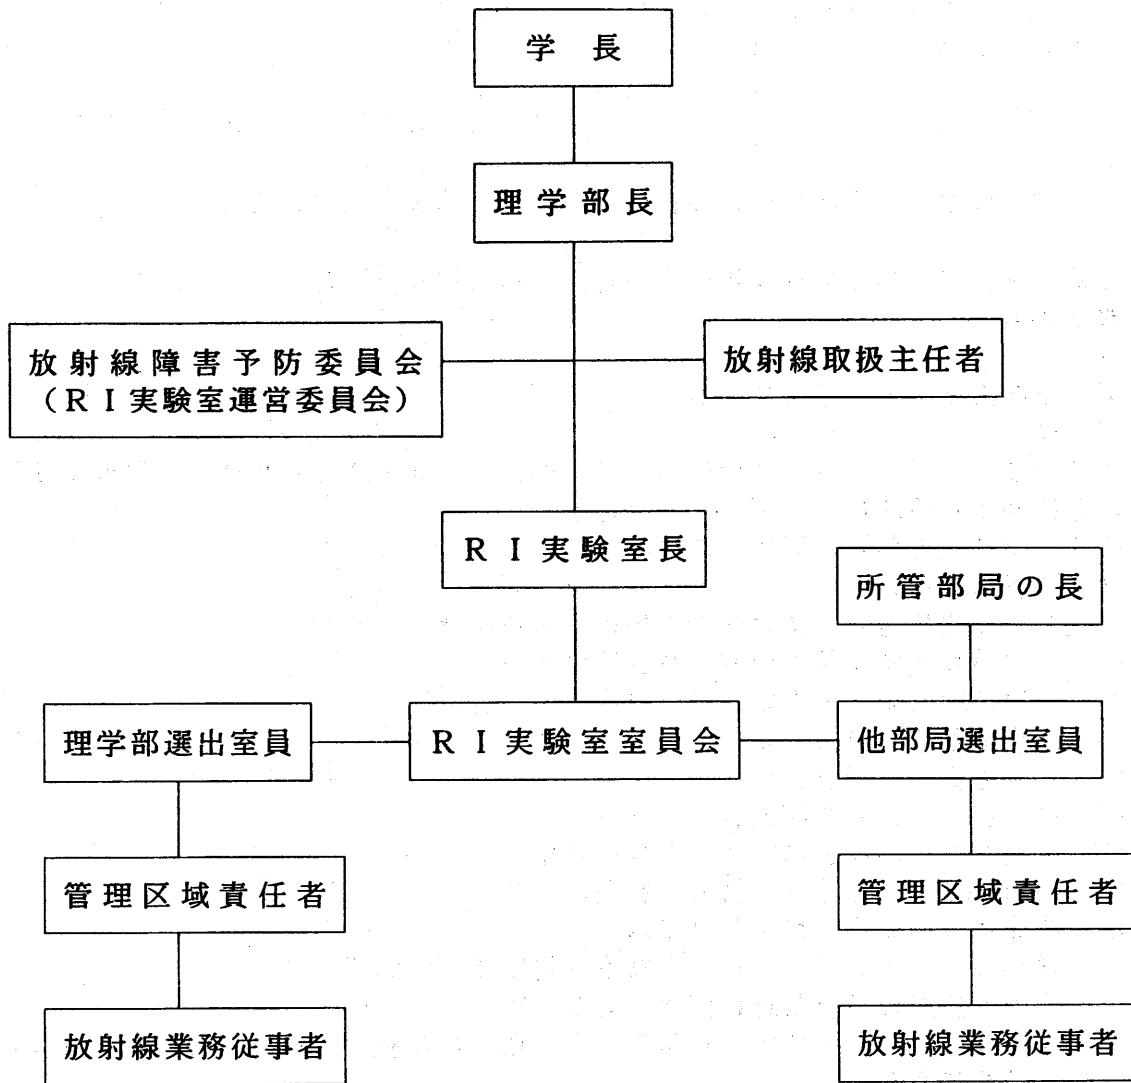 学長
理学部長
放射線障害予防委員会
(RI実験室運営委員会)
放射線取扱主任者
RI実験室長
所管部局の長
理学部選出室員
RI実験室室員会
他部局選出室員
管理区域責任者
管理区域責任者
放射線業務従事者
放射線業務従事者